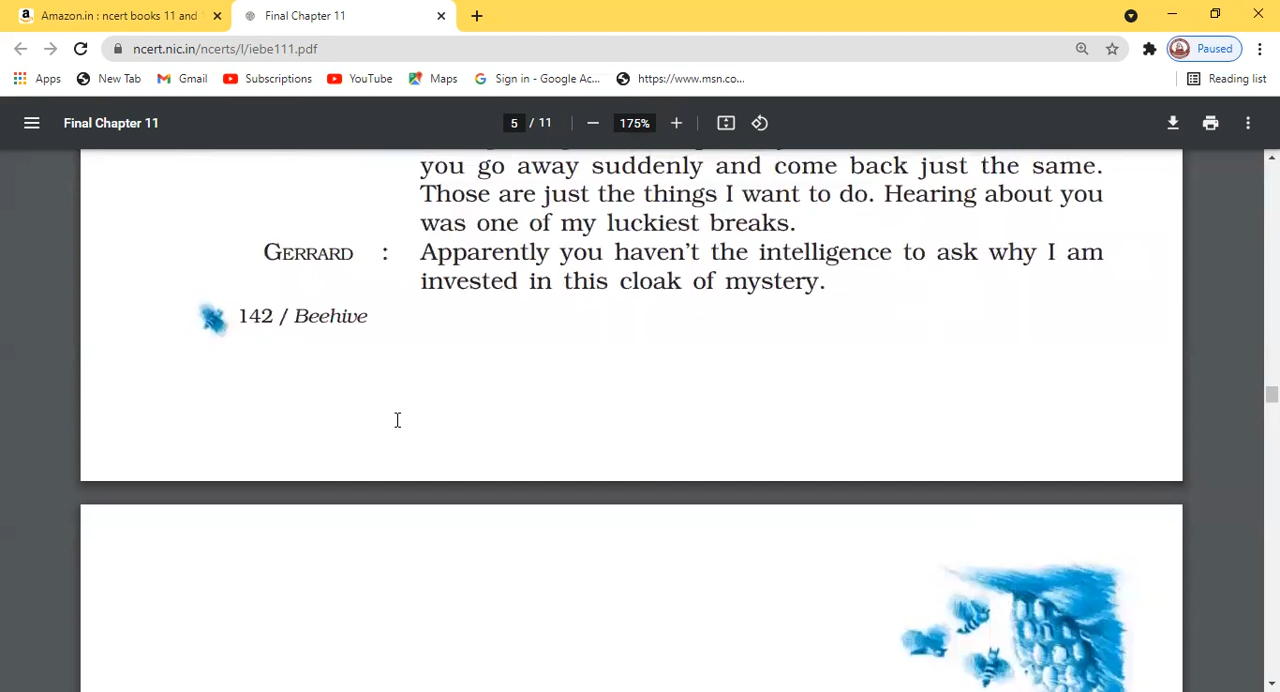 Amazon.in : ncert books 11 and
Final Chapter 11
ncert.nic.in/ncerts/l/iebe111.pdf
Paused
Apps
New Tab
Gmail
Subscriptions
YouTube
Maps
Sign in - Google Ac...
https://www.msn.co...
Reading list
Final Chapter 11
5 / 11
175%
you go away suddenly and come back just the same.
Those are just the things I want to do. Hearing about you
was one of my luckiest breaks.
GERRARD : Apparently you haven't the intelligence to ask why I am
invested in this cloak of mystery.
142 / Beehive